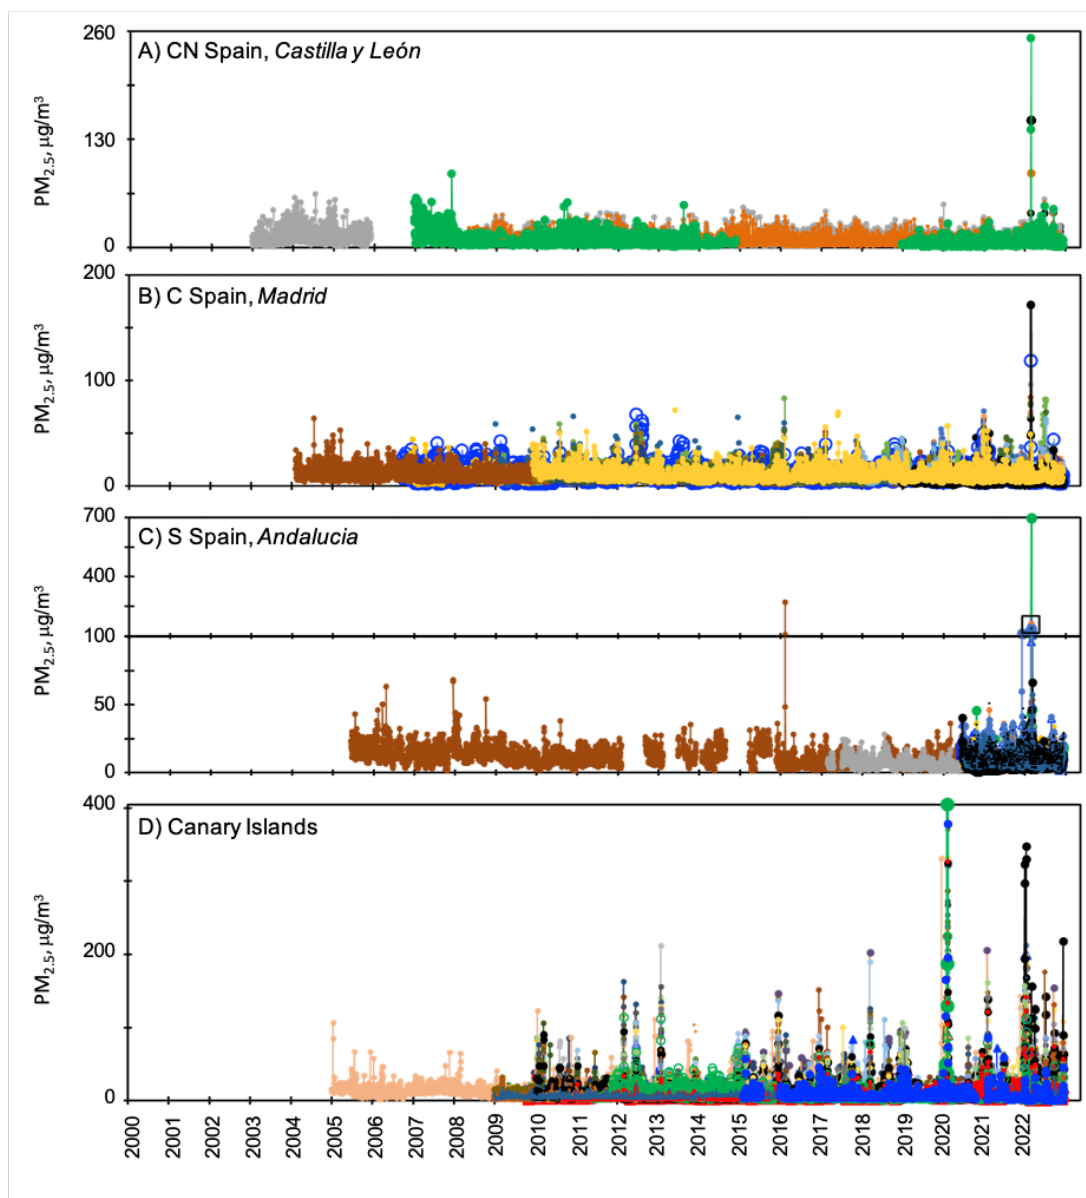 260
A) CN Spain, Castilla y León
PM2.5, μg/m³
130
0
200
B) C Spain, Madrid
PM2.5, μg/m³
100
0
700
C) S Spain, Andalucia
400
PM2.5, μg/m³
100
50
0
400
D) Canary Islands
PM2.5, μg/m³
200
0
2000 2001 2002 2003 2004 2005 2006 2007 2008 2009 2010 2011 2012 2013 2014 2015 2016 2017 2018 2019 2020 2021 2022